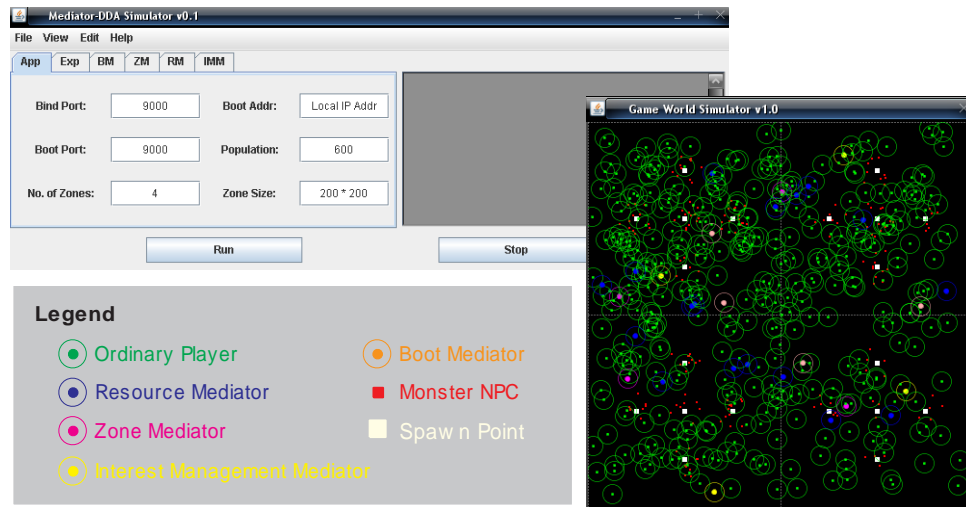 Mediator-DDA Simulator v0.1
File View Edit Help
App Exp BM ZM RM IMM
Bind Port: 9000 Boot Addr: Local IP Addr
Boot Port: 9000 Population: 600
No. of Zones: 4 Zone Size: 200 * 200
Run Stop
Game World Simulator v1.0
Legend
Ordinary Player
Boot Mediator
Resource Mediator
Monster NPC
Zone Mediator
Spaw n Point
Interest Management Mediator